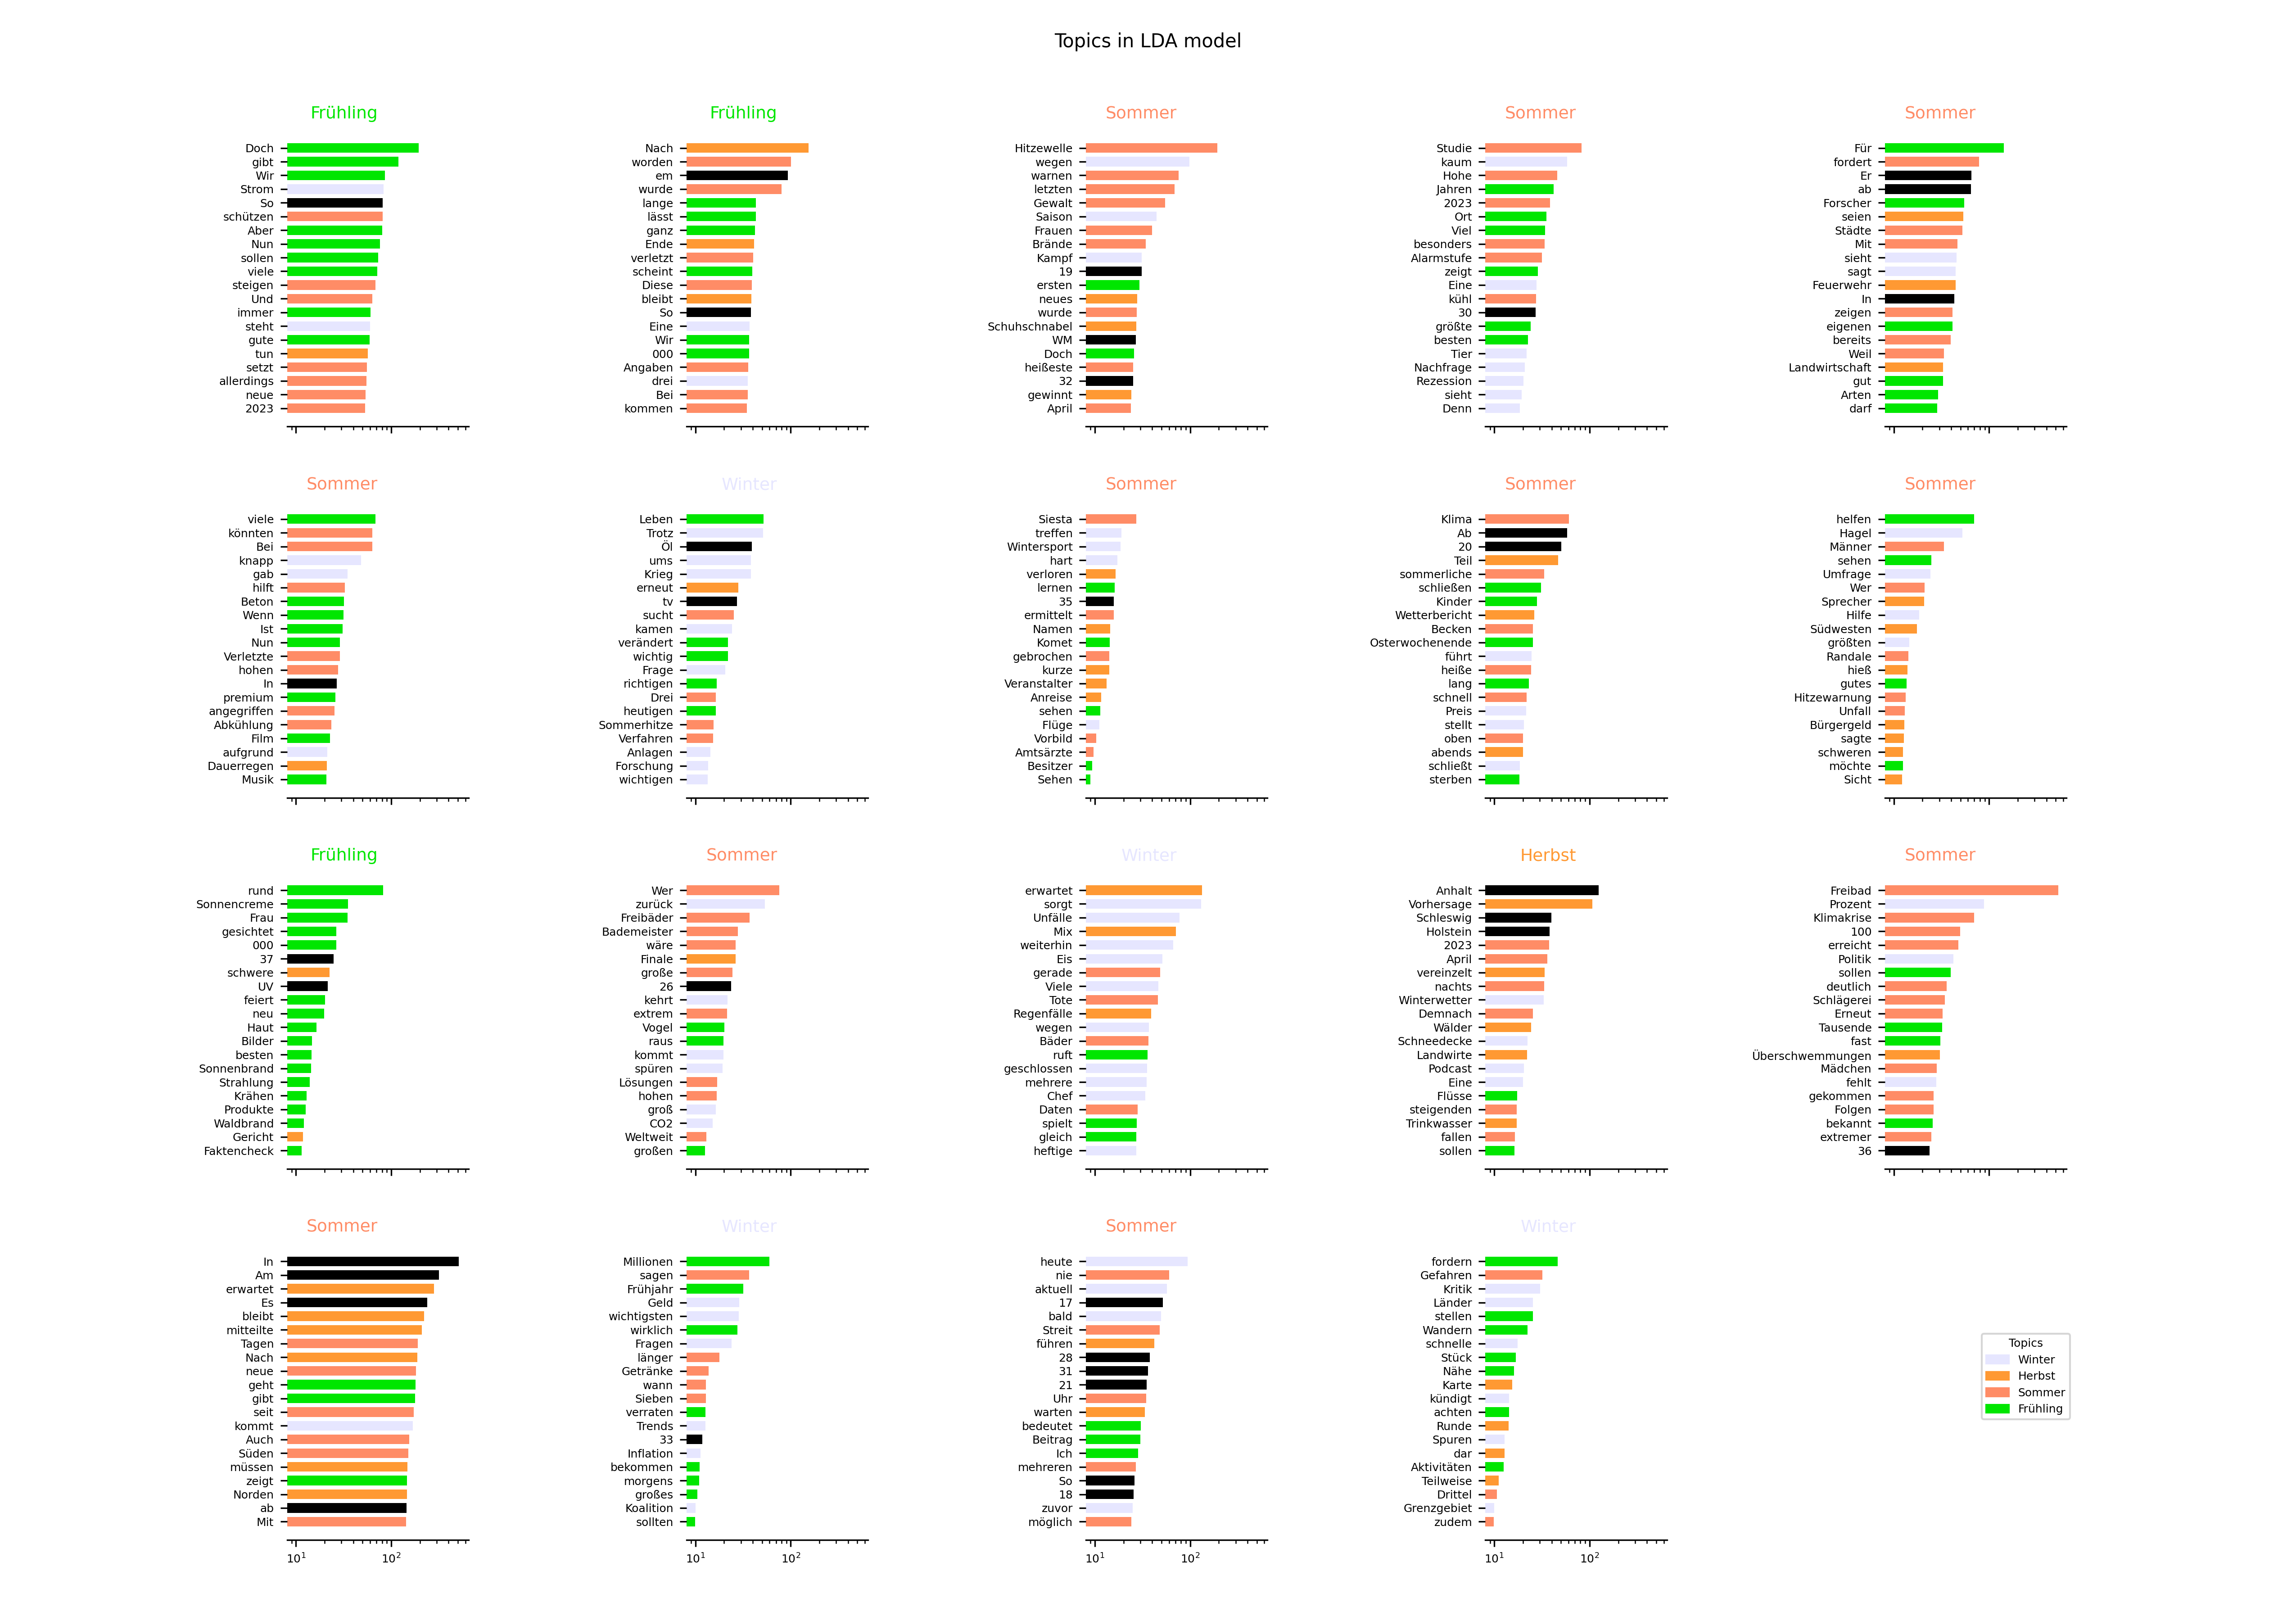 Topics in LDA model
Frühling
Doch
gibt
Wir
Strom
So
schützen
Aber
Nun
sollen
viele
steigen
Und
immer
steht
gute
tun
setzt
allerdings
neue
2023
Frühling
Nach
worden
em
wurde
lange
lässt
ganz
Ende
verletzt
scheint
Diese
bleibt
So
Eine
Wir
000
Angaben
drei
Bei
kommen
Sommer
Hitzewelle
wegen
warnen
letzten
Gewalt
Saison
Frauen
Brände
Kampf
19
ersten
neues
wurde
Schuhschnabel
WM
Doch
heißeste
32
gewinnt
April
Sommer
Studie
kaum
Hohe
Jahren
2023
Ort
Viel
besonders
Alarmstufe
zeigt
Eine
kühl
30
größte
besten
Tier
Nachfrage
Rezession
sieht
Denn
Sommer
Für
fordert
Er
ab
Forscher
seien
Städte
Mit
sieht
sagt
Feuerwehr
In
zeigen
eigenen
bereits
Weil
Landwirtschaft
gut
Arten
darf
Sommer
viele
könnten
Bei
knapp
gab
hilft
Beton
Wenn
Ist
Nun
Verletzte
hohen
In
premium
angegriffen
Abkühlung
Film
aufgrund
Dauerregen
Musik
Winter
Leben
Trotz
Öl
ums
Krieg
erneut
tv
sucht
kamen
verändert
wichtig
Frage
richtigen
Drei
heutigen
Sommerhitze
Verfahren
Anlagen
Forschung
wichtigen
Sommer
Siesta
treffen
Wintersport
hart
verloren
lernen
35
ermittelt
Namen
Komet
gebrochen
kurze
Veranstalter
Anreise
sehen
Flüge
Vorbild
Amtsärzte
Besitzer
Sehen
Sommer
Klima
Ab
20
Teil
sommerliche
schließen
Kinder
Wetterbericht
Becken
Osterwochenende
führt
heiße
lang
schnell
Preis
stellt
oben
abends
schließt
sterben
Sommer
helfen
Hagel
Männer
sehen
Umfrage
Wer
Sprecher
Hilfe
Südwesten
größten
Randale
hieß
gutes
Hitzewarnung
Unfall
Bürgergeld
sagte
schweren
möchte
Sicht
Frühling
rund
Sonnencreme
Frau
gesichtet
000
37
schwere
UV
feiert
neu
Haut
Bilder
besten
Sonnenbrand
Strahlung
Krähen
Produkte
Waldbrand
Gericht
Faktencheck
Sommer
Wer
zurück
Freibäder
Bademeister
wäre
Finale
große
26
kehrt
extrem
Vogel
raus
kommt
spüren
Lösungen
hohen
groß
CO2
Weltweit
großen
Winter
erwartet
sorgt
Unfälle
Mix
weiterhin
Eis
gerade
Viele
Tote
Regenfälle
wegen
Bäder
ruft
geschlossen
mehrere
Chef
Daten
spielt
gleich
heftige
Herbst
Anhalt
Vorhersage
Schleswig
Holstein
2023
April
vereinzelt
nachts
Winterwetter
Demnach
Wälder
Schneedecke
Landwirte
Podcast
Eine
Flüsse
steigenden
Trinkwasser
fallen
sollen
Sommer
Freibad
Prozent
Klimakrise
100
erreicht
Politik
sollen
deutlich
Schlägerei
Erneut
Tausende
fast
Überschwemmungen
Mädchen
fehlt
gekommen
Folgen
bekannt
extremer
36
Sommer
In
Am
erwartet
Es
bleibt
mitteilte
Tagen
Nach
neue
geht
gibt
seit
kommt
Auch
Süden
müssen
zeigt
Norden
ab
Mit
10¹ 10²
Winter
Millionen
sagen
Frühjahr
Geld
wichtigsten
wirklich
Fragen
länger
Getränke
wann
Sieben
verraten
Trends
33
Inflation
bekommen
morgens
großes
Koalition
sollten
10¹ 10²
Sommer
heute
nie
aktuell
17
bald
Streit
führen
28
31
21
Uhr
warten
bedeutet
Beitrag
Ich
mehreren
So
18
zuvor
möglich
10¹ 10²
Winter
fordern
Gefahren
Kritik
Länder
stellen
Wandern
schnelle
Stück
Nähe
Karte
kündigt
achten
Runde
Spuren
dar
Aktivitäten
Teilweise
Drittel
Grenzgebiet
zudem
10¹ 10²
Topics
Winter
Herbst
Sommer
Frühling